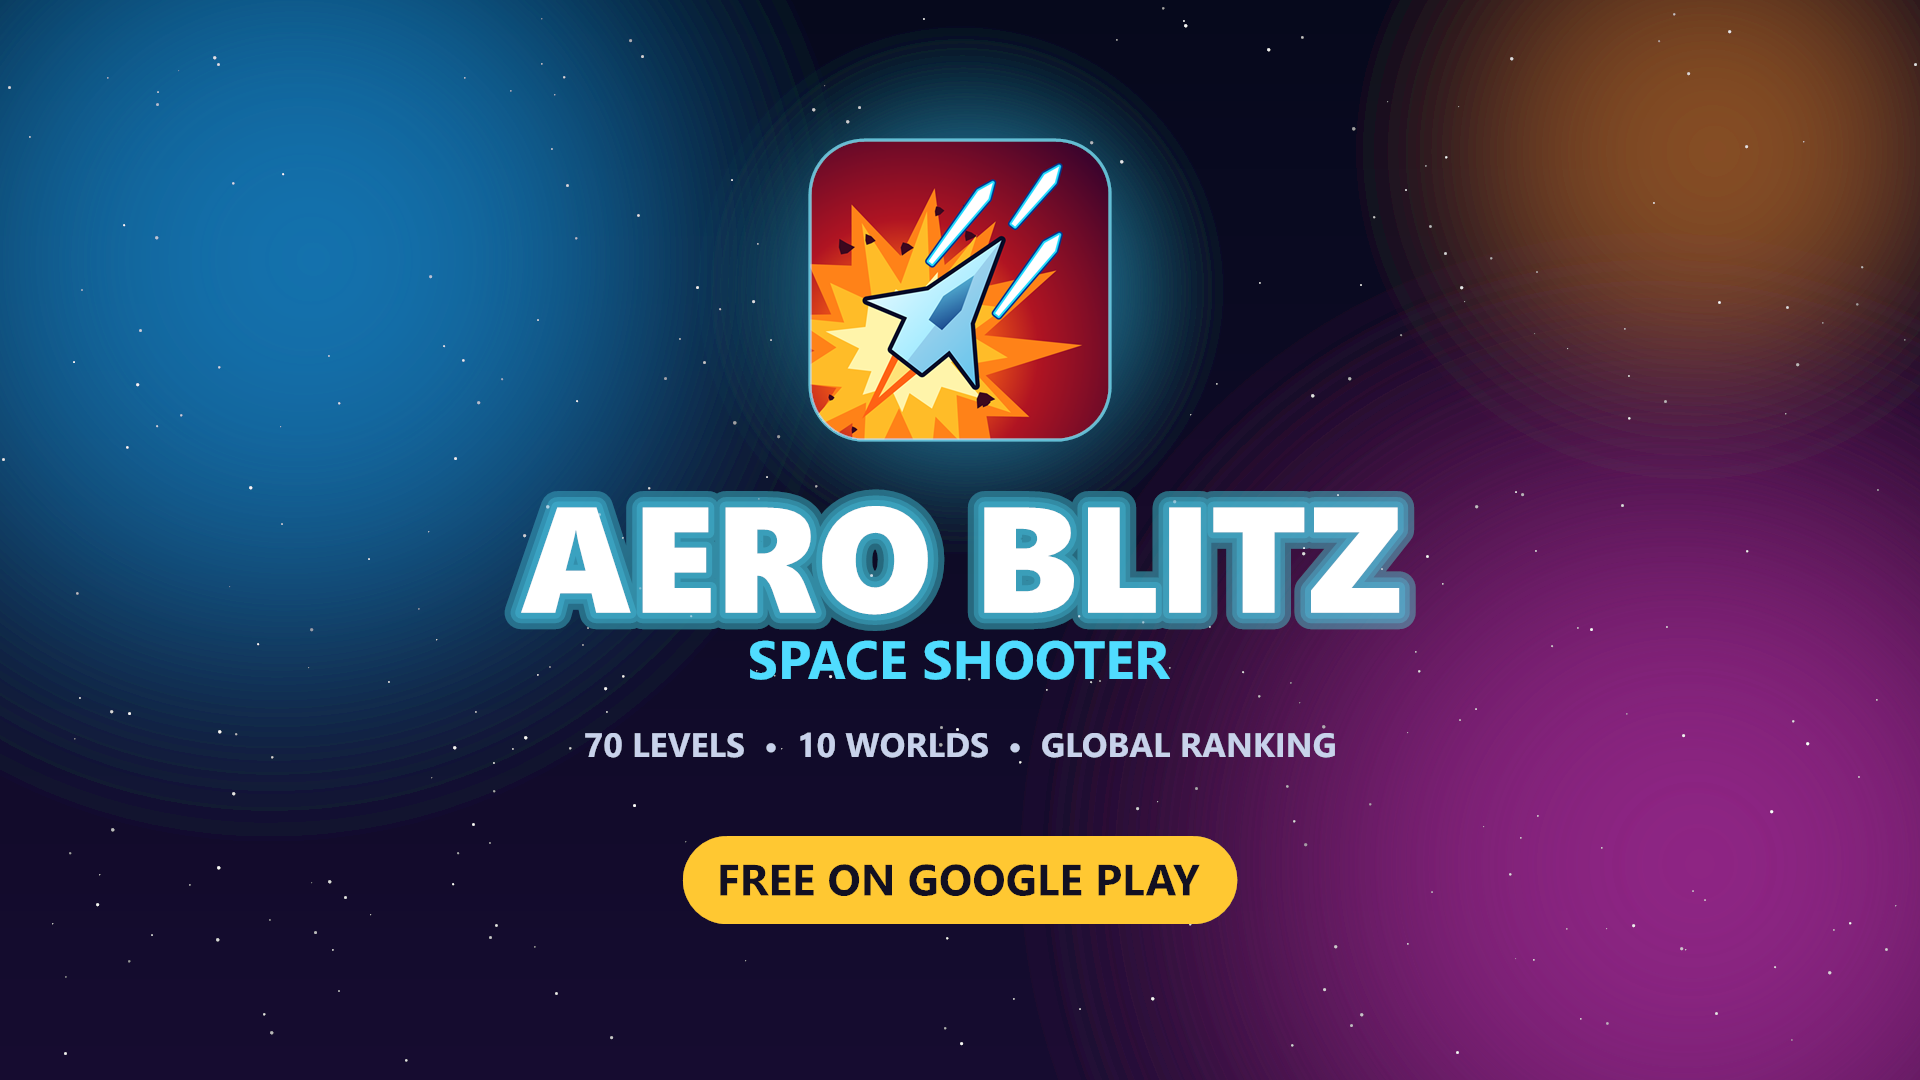 AERO BLITZ
SPACE SHOOTER
70 LEVELS • 10 WORLDS • GLOBAL RANKING
FREE ON GOOGLE PLAY